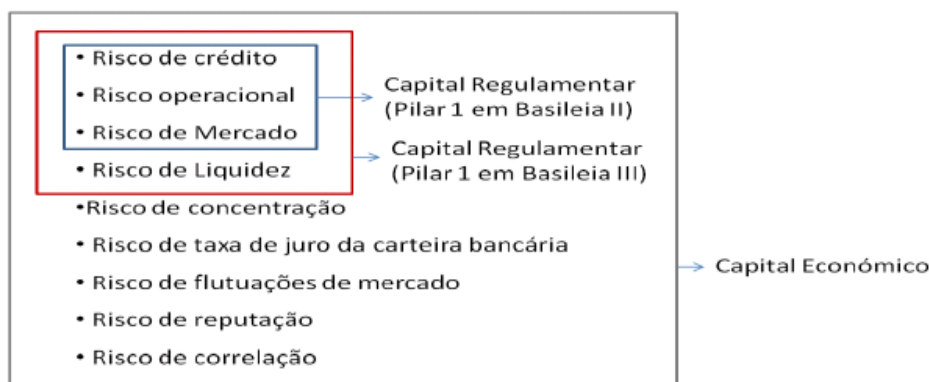 • Risco de crédito
• Risco operacional
• Risco de Mercado
• Risco de Liquidez
•Risco de concentração
• Risco de taxa de juro da carteira bancária
• Risco de flutuações de mercado
• Risco de reputação
• Risco de correlação
Capital Regulamentar
(Pilar 1 em Basileia II)
Capital Regulamentar
(Pilar 1 em Basileia III)
Capital Económico